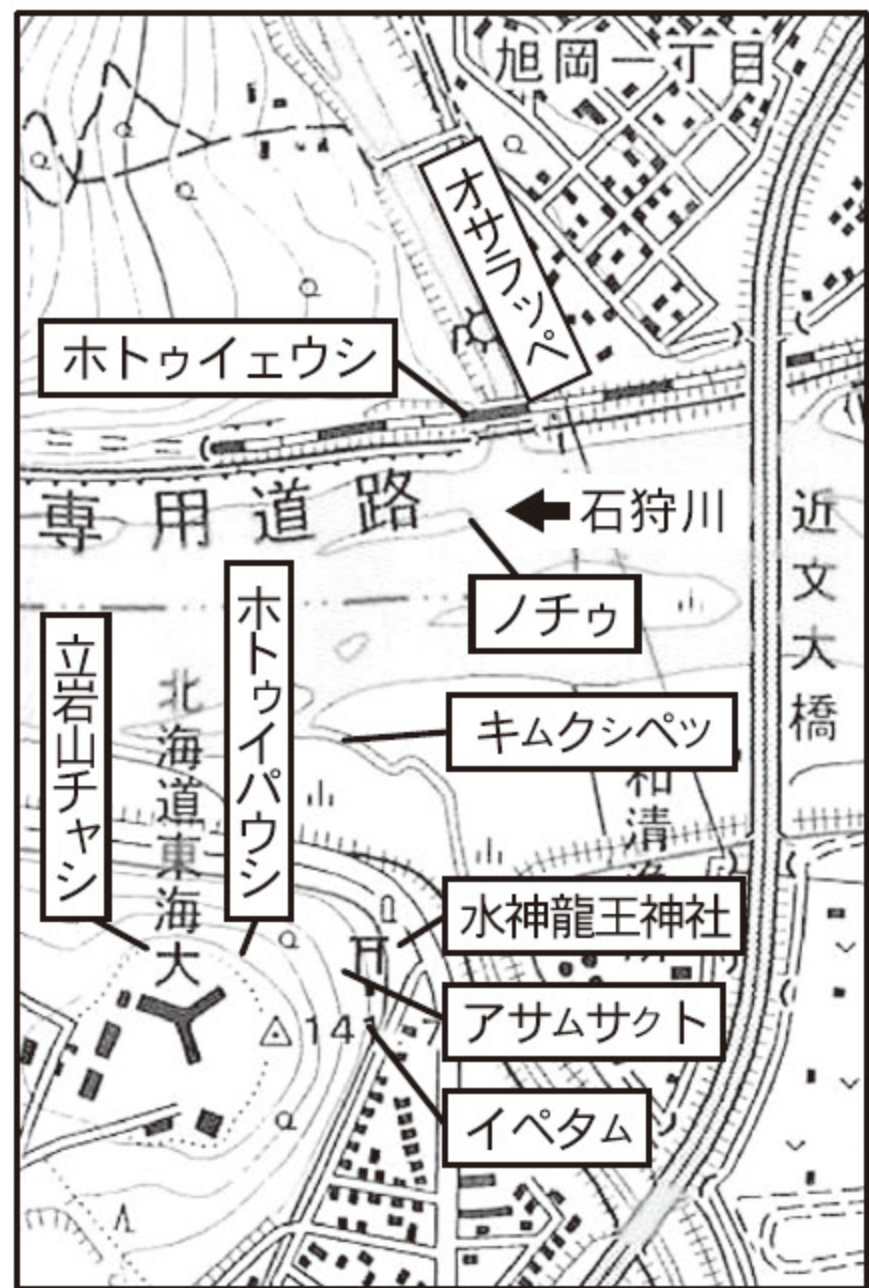 旭岡一丁目
オサラッペ
ホトゥイェウシ
専用道路
石狩川
近文大橋
ノチゥ
ホトゥイパウシ
立岩山チャシ
北海道東海大
キムクシペッ
水神龍王神社
アサムサクト
イペタム